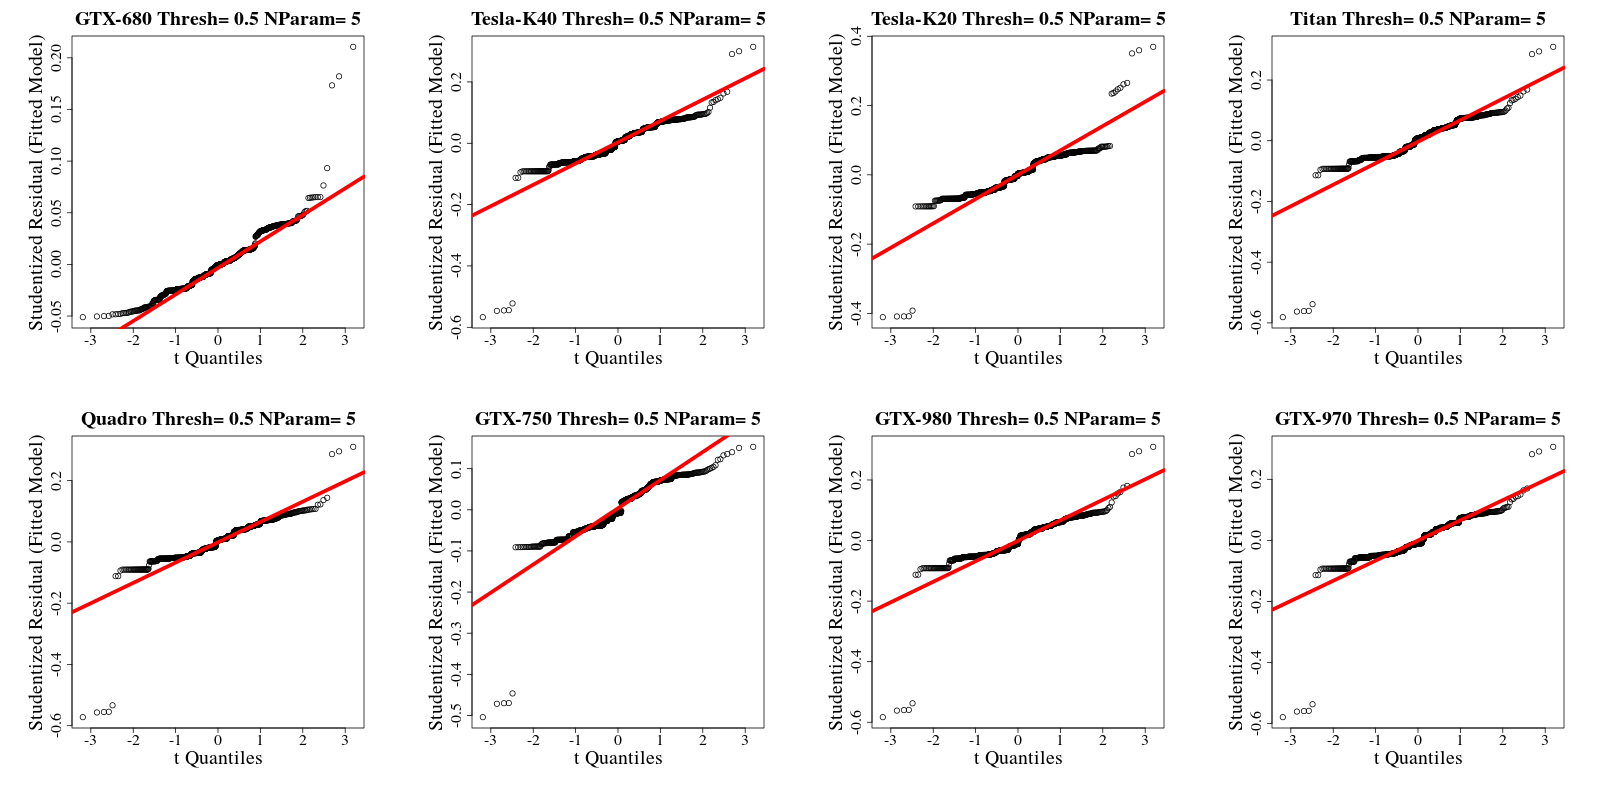 GTX-680 Thresh= 0.5 NParam= 5
Studentized Residual (Fitted Model)
-0.05 0.00 0.05 0.10 0.15 0.20
-3 -2 -1 0 1 2 3
t Quantiles
Tesla-K40 Thresh= 0.5 NParam= 5
Studentized Residual (Fitted Model)
-0.6 -0.4 -0.2 0.0 0.2
-3 -2 -1 0 1 2 3
t Quantiles
Tesla-K20 Thresh= 0.5 NParam= 5
Studentized Residual (Fitted Model)
-0.4 -0.2 0.0 0.2 0.4
-3 -2 -1 0 1 2 3
t Quantiles
Titan Thresh= 0.5 NParam= 5
Studentized Residual (Fitted Model)
-0.6 -0.4 -0.2 0.0 0.2
-3 -2 -1 0 1 2 3
t Quantiles
Quadro Thresh= 0.5 NParam= 5
Studentized Residual (Fitted Model)
-0.6 -0.4 -0.2 0.0 0.2
-3 -2 -1 0 1 2 3
t Quantiles
GTX-750 Thresh= 0.5 NParam= 5
Studentized Residual (Fitted Model)
-0.5 -0.4 -0.3 -0.2 -0.1 0.0 0.1
-3 -2 -1 0 1 2 3
t Quantiles
GTX-980 Thresh= 0.5 NParam= 5
Studentized Residual (Fitted Model)
-0.6 -0.4 -0.2 0.0 0.2
-3 -2 -1 0 1 2 3
t Quantiles
GTX-970 Thresh= 0.5 NParam= 5
Studentized Residual (Fitted Model)
-0.6 -0.4 -0.2 0.0 0.2
-3 -2 -1 0 1 2 3
t Quantiles